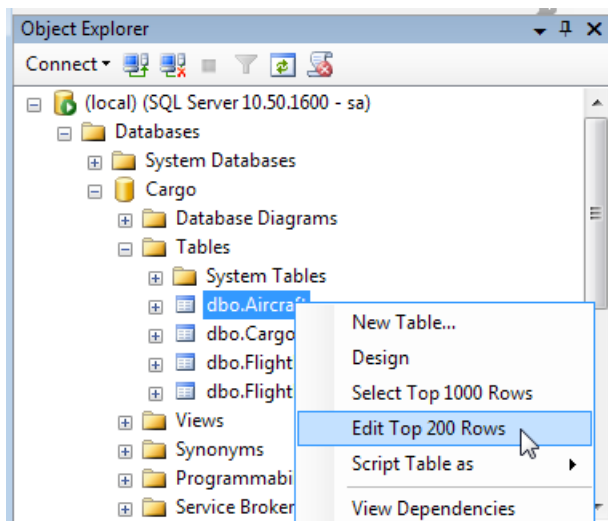 Object Explorer
Connect
(local) (SQL Server 10.50.1600 - sa)
Databases
System Databases
Cargo
Database Diagrams
Tables
System Tables
dbo.Aircraft
dbo.Cargo
dbo.Flight
dbo.Flight
Views
Synonyms
Programmabi
Service Broker
New Table...
Design
Select Top 1000 Rows
Edit Top 200 Rows
Script Table as
View Dependencies